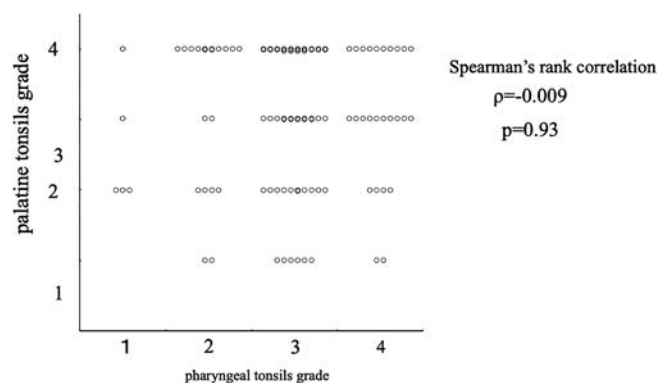 palatine tonsils grade
4
3
2
1
1 2 3 4
pharyngeal tonsils grade
Spearman's rank correlation
ρ=-0.009
p=0.93